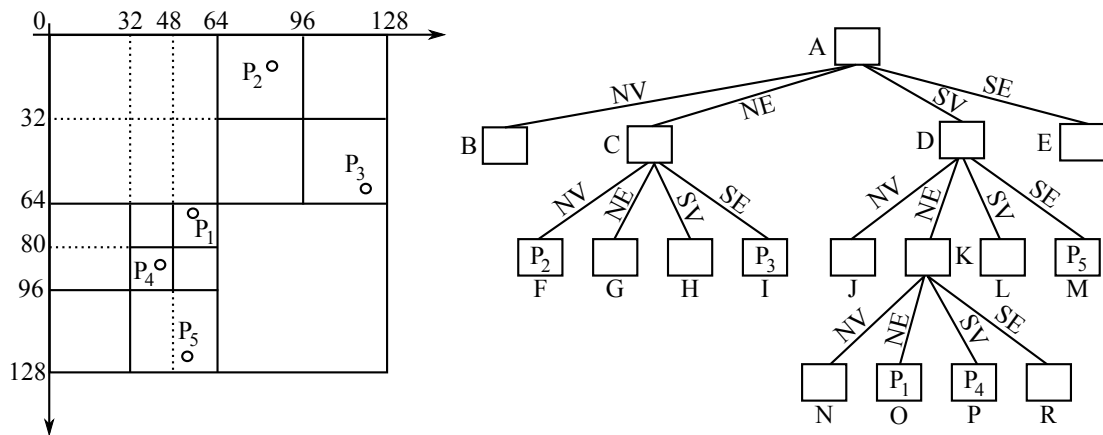 0 32 48 64 96 128
P2
32
P3
64
P1
80
P4
96
P5
128
A
NV NE SV SE
B C D E
NV NE SV SE NV NE SV SE
P2 P3 K P5
F G H I J L M
NV NE SV SE
P1 P4
N O P R